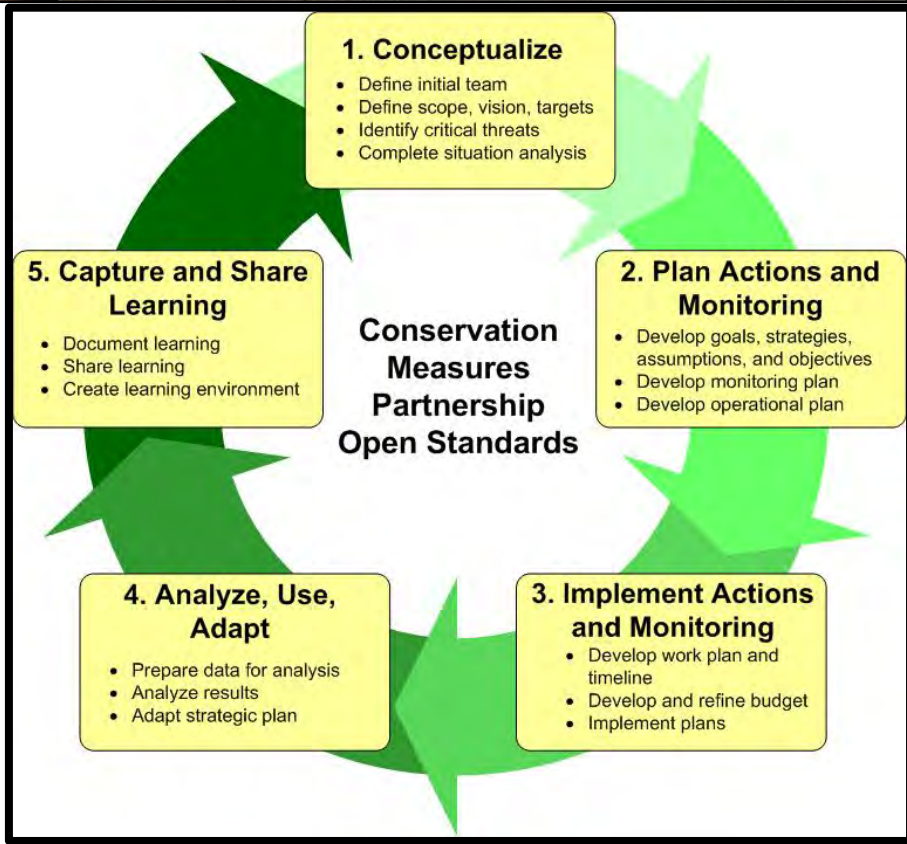 1. Conceptualize
• Define initial team
• Define scope, vision, targets
• Identify critical threats
• Complete situation analysis
2. Plan Actions and
Monitoring
• Develop goals, strategies,
assumptions, and objectives
• Develop monitoring plan
• Develop operational plan
3. Implement Actions
and Monitoring
• Develop work plan and
timeline
• Develop and refine budget
• Implement plans
4. Analyze, Use,
Adapt
• Prepare data for analysis
• Analyze results
• Adapt strategic plan
5. Capture and Share
Learning
• Document learning
• Share learning
• Create learning environment
Conservation
Measures
Partnership
Open Standards